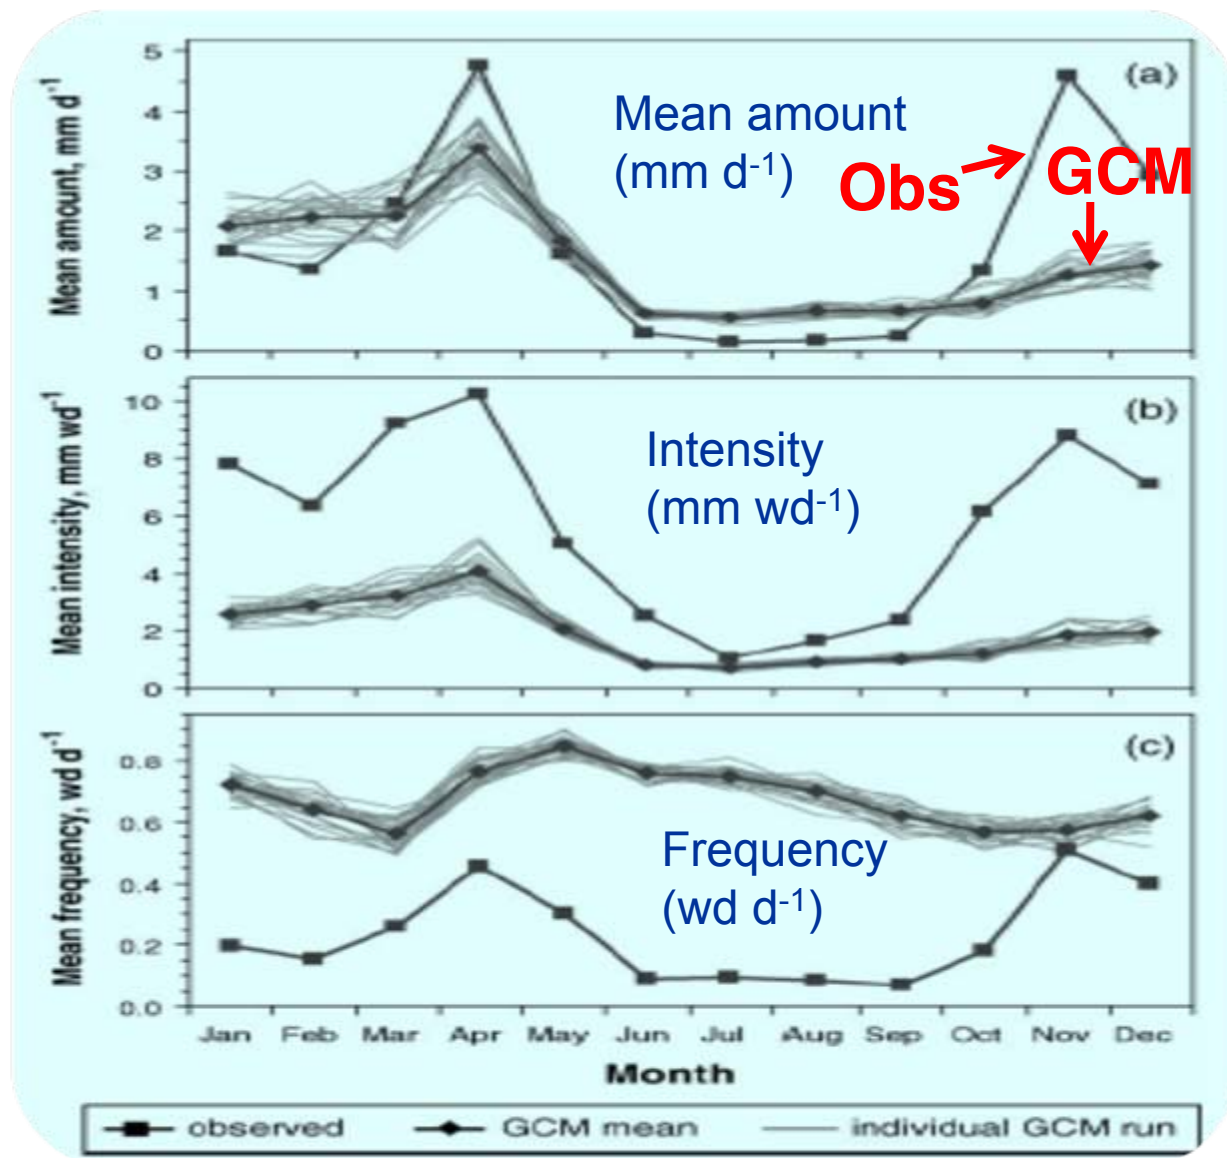 5
(a)
Mean amount
4
(mm d-1)
Obs
GCM
3
2
1
0
Mean amount, mm d-1
10
(b)
Intensity
8
(mm wd-1)
6
4
2
0
Mean intensity, mm wd-1
(c)
0.8
0.6
Frequency
(wd d-1)
0.4
0.2
0.0
Mean frequency, wd d-1
Jan Feb Mar Apr May Jun Jul Aug Sep Oct Nov Dec
Month
observed GCM mean individual GCM run